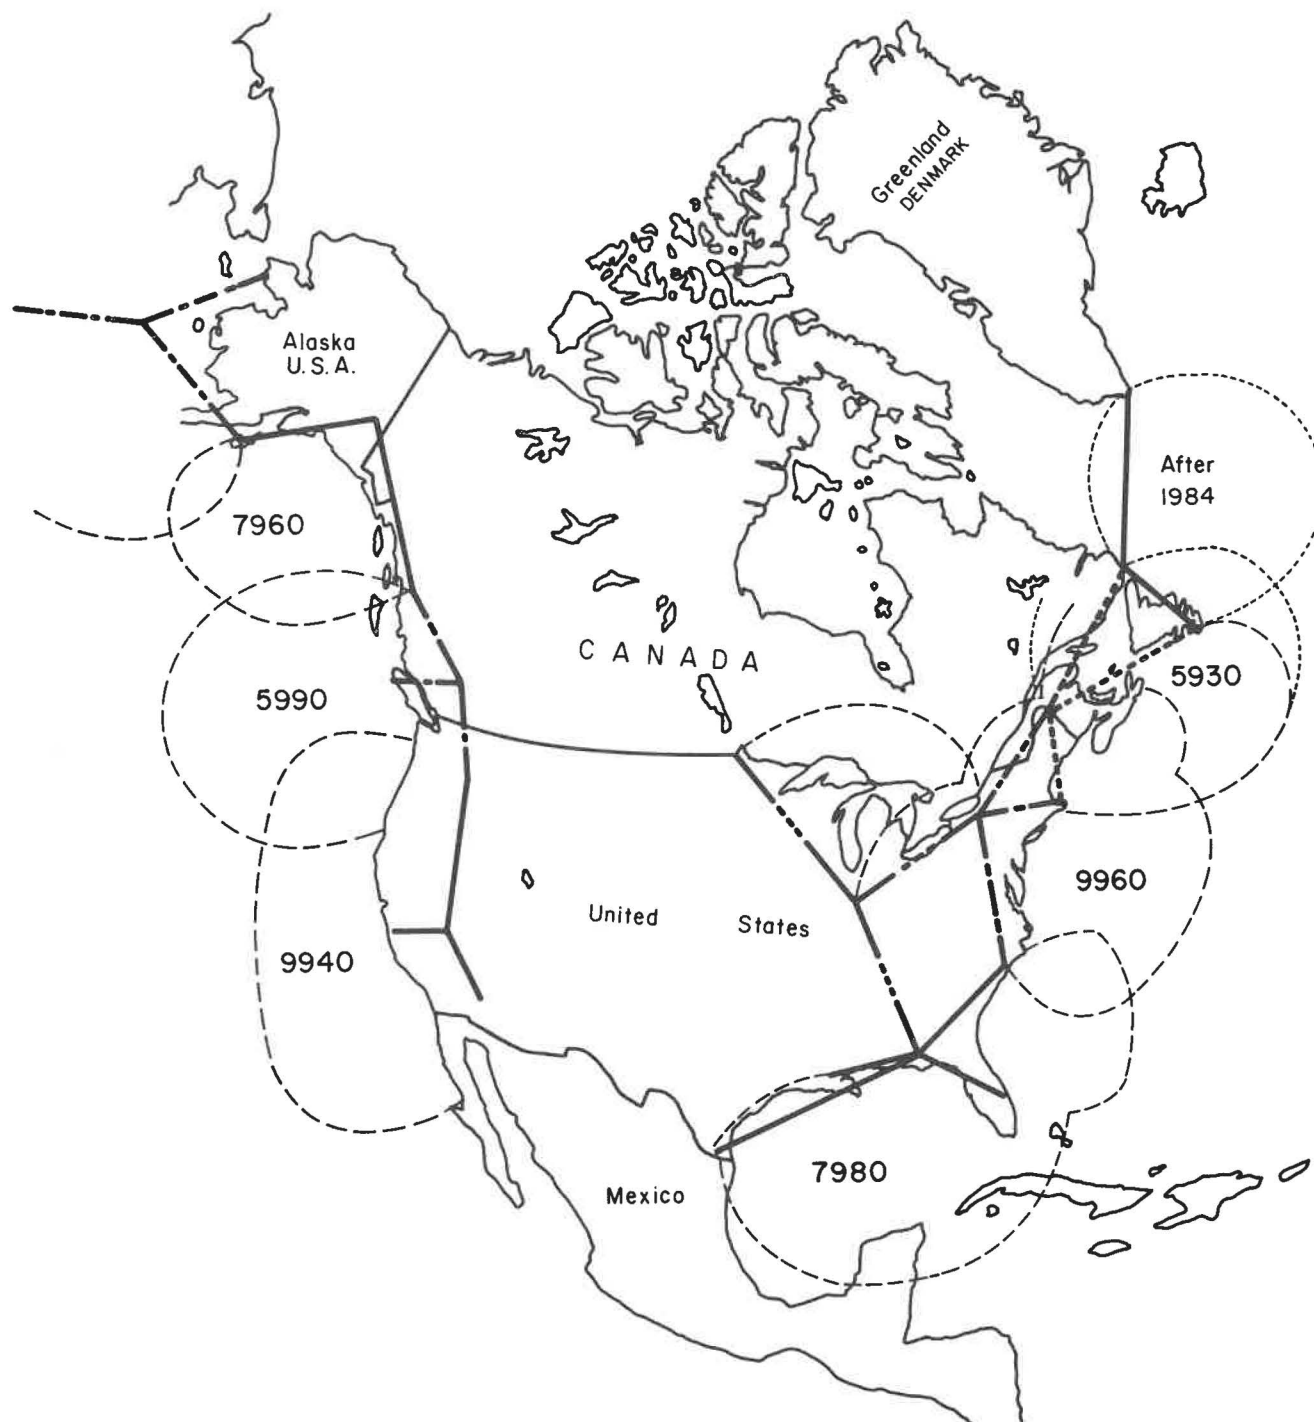 Greenland
DENMARK
Alaska
U.S.A.
After
1984
7960
CANADA
5990
5930
9960
United States
9940
7980
Mexico